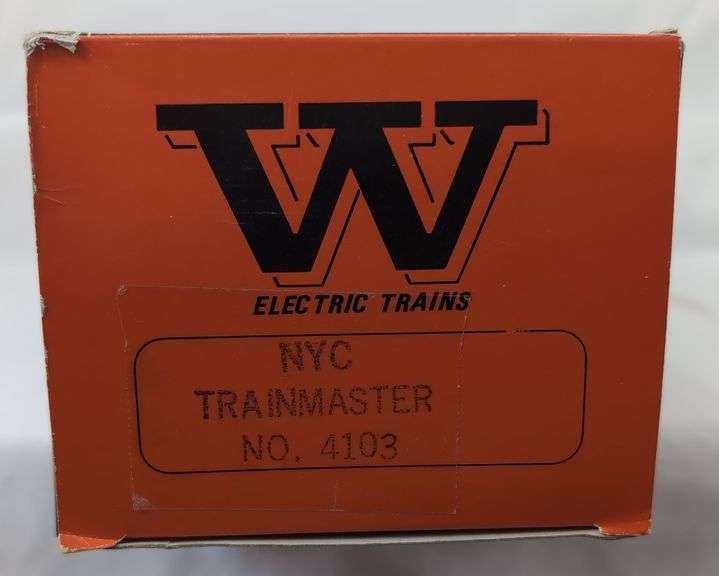 W
ELECTRIC TRAINS
NYC
TRAINMASTER
NO. 4103